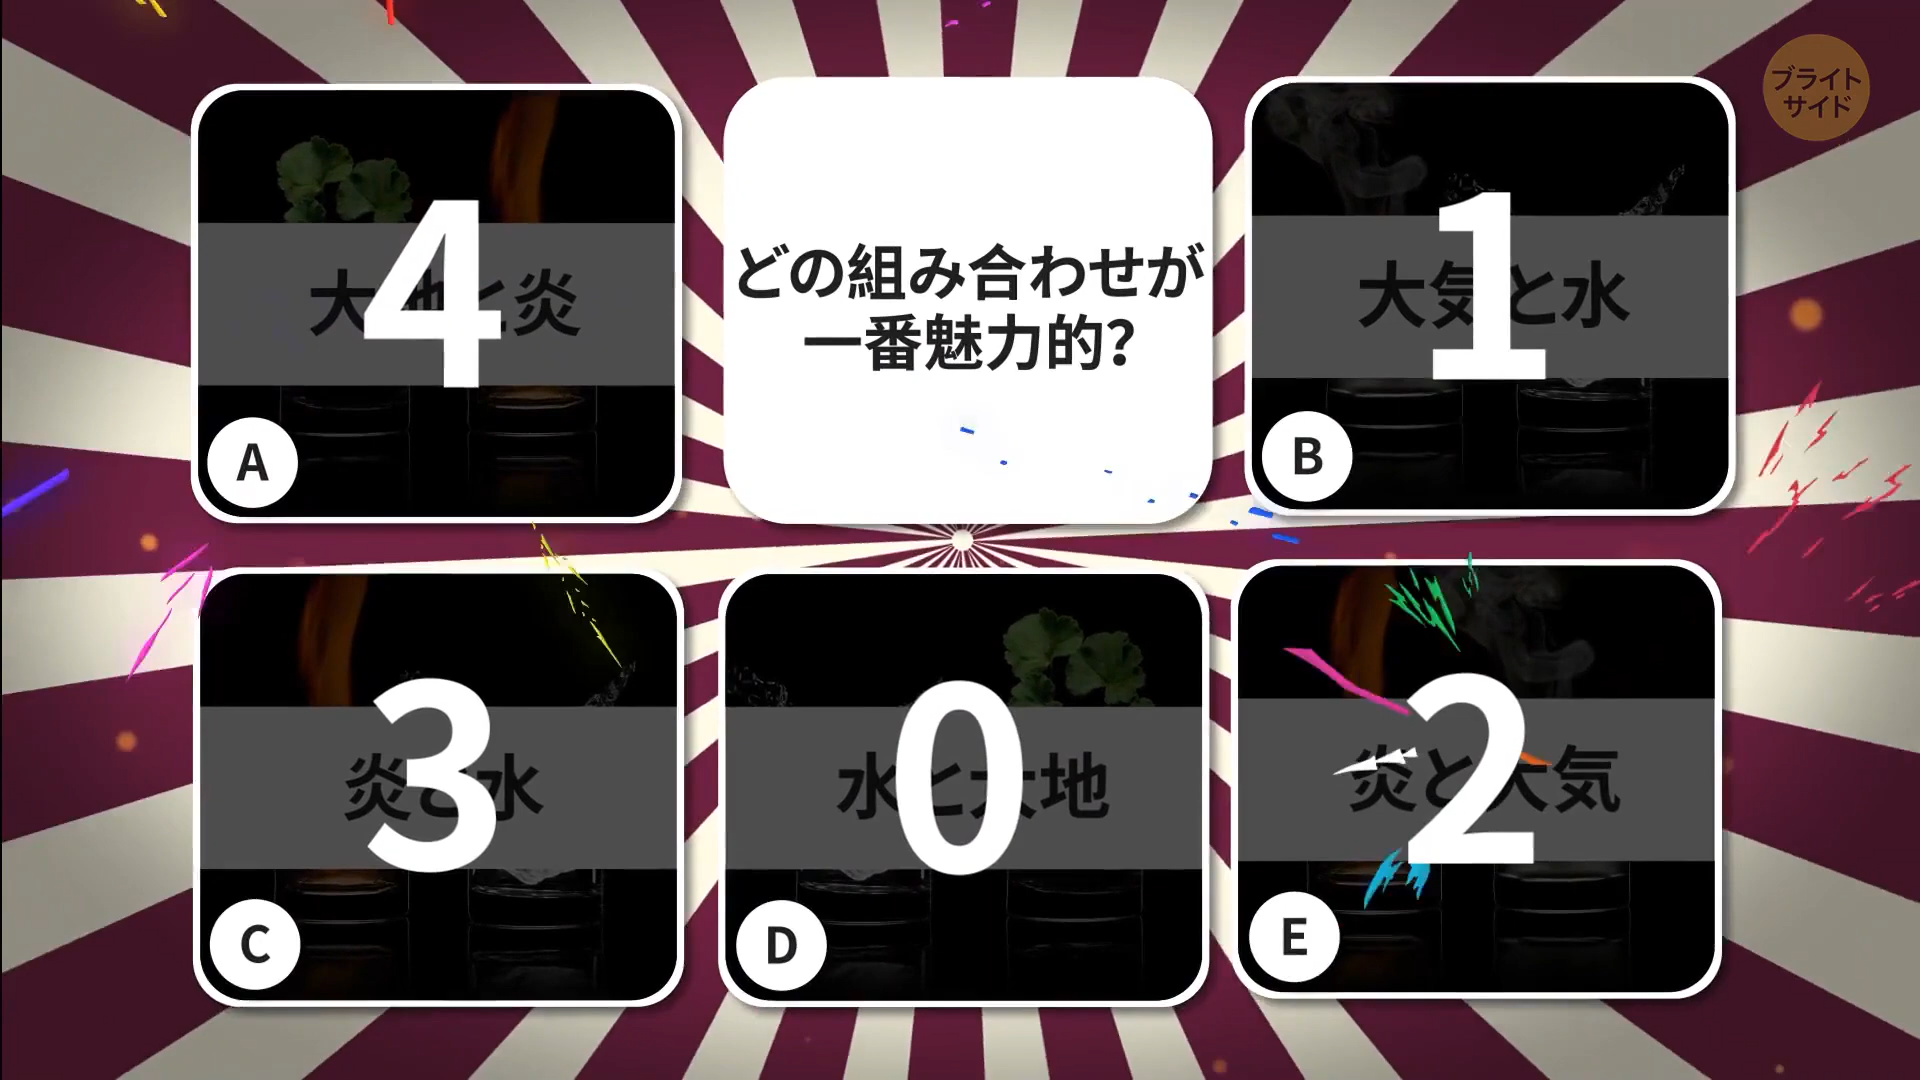 ブライト
サイド
4
大地と炎
A
どの組み合わせが
一番魅力的？
1
大気と水
B
3
炎と水
C
0
水と大地
D
2
炎と大気
E